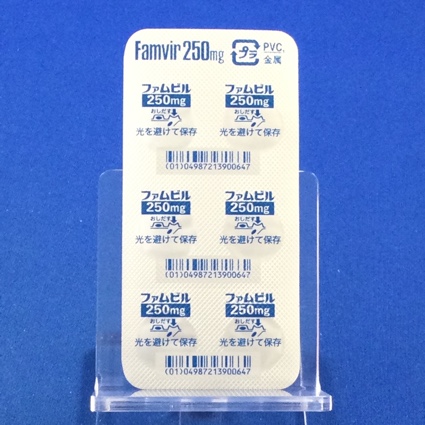 Famvir 250mg プラ PVC, 金属
ファムビル ファムビル
250mg 250mg
おしだす おしだす
光を避けて保存 光を避けて保存
(01)04987213900647
ファムビル ファムビル
250mg 250mg
おしだす おしだす
光を避けて保存 光を避けて保存
(01)04987213900647
ファムビル ファムビル
250mg 250mg
おしだす おしだす
光を避けて保存 光を避けて保存
(01)04987213900647